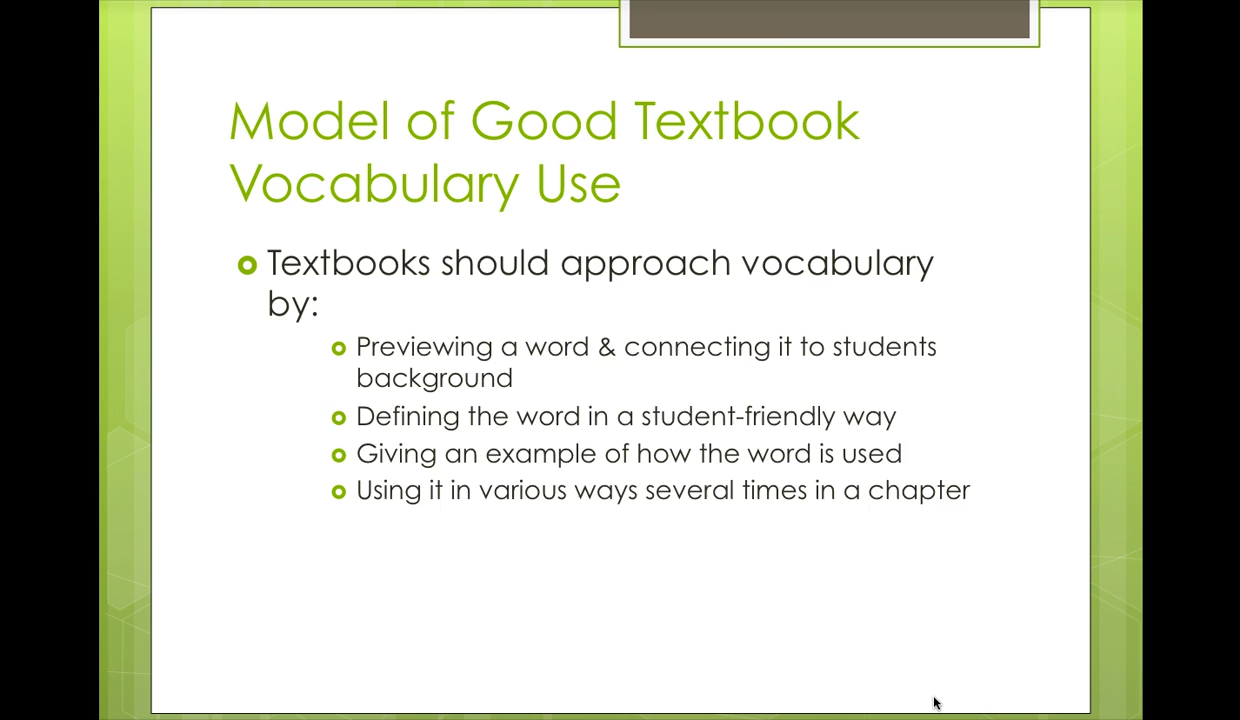 Model of Good Textbook
Vocabulary Use
Textbooks should approach vocabulary
by:
Previewing a word & connecting it to students
background
Defining the word in a student-friendly way
Giving an example of how the word is used
Using it in various ways several times in a chapter